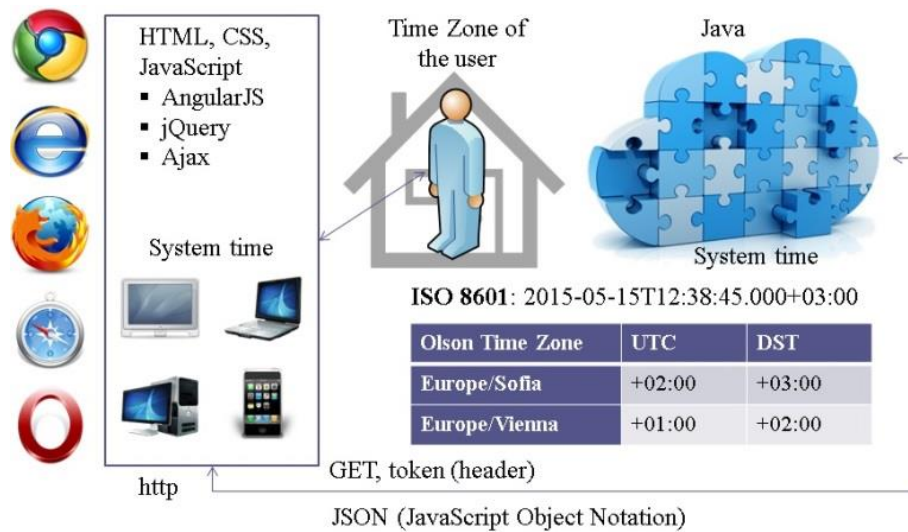 HTML, CSS,
JavaScript
▪ AngularJS
▪ jQuery
▪ Ajax
System time
http
Time Zone of
the user
Java
System time
ISO 8601: 2015-05-15T12:38:45.000+03:00
Olson Time Zone UTC DST
Europe/Sofia +02:00 +03:00
Europe/Vienna +01:00 +02:00
GET, token (header)
JSON (JavaScript Object Notation)